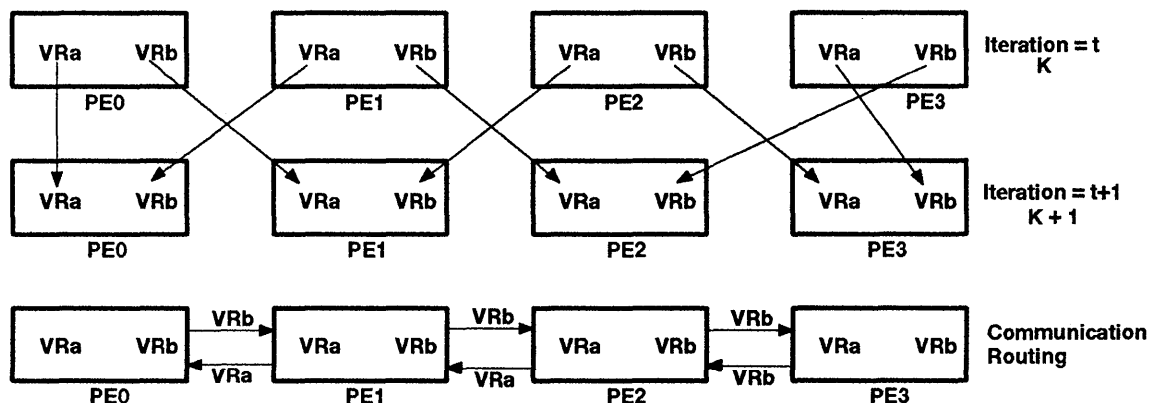 VRa VRb VRa VRb VRa VRb VRa VRb Iteration = t
K
PE0 PE1 PE2 PE3
VRa VRb VRa VRb VRa VRb VRa VRb Iteration = t+1
K + 1
PE0 PE1 PE2 PE3
VRb VRb VRb
VRa VRb VRa VRb VRa VRb VRa VRb Communication
Routing
VRa VRa VRb
PE0 PE1 PE2 PE3